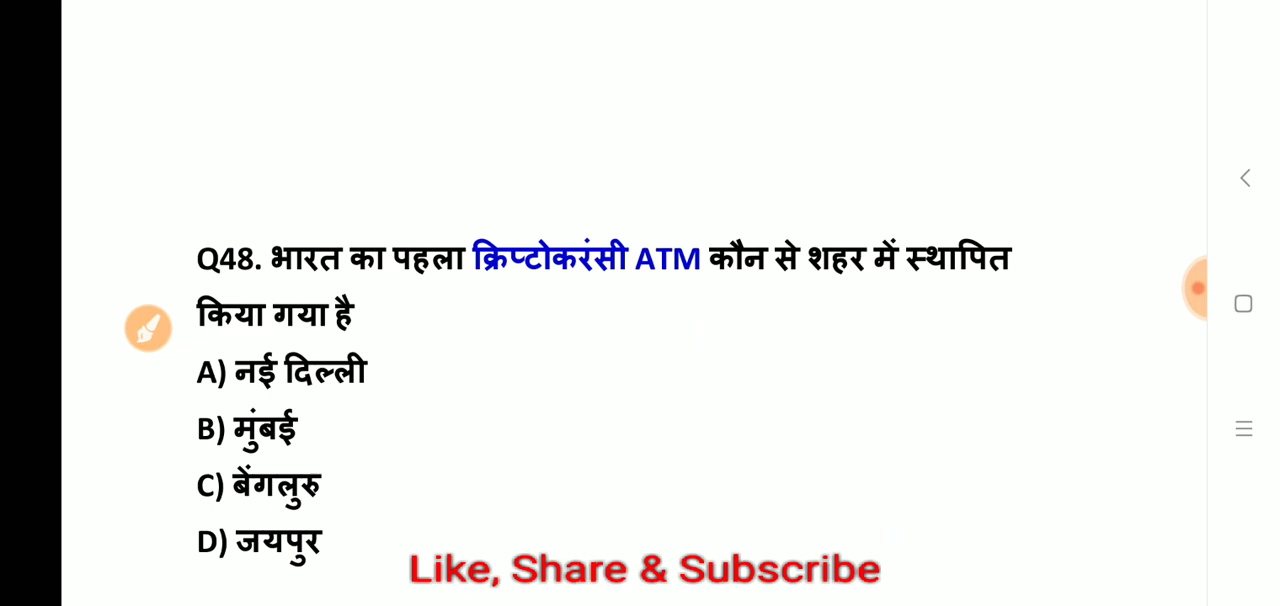 Q48. भारत का पहला क्रिप्टोकरंसी ATM कौन से शहर में स्थापित
किया गया है
A) नई दिल्ली
B) मुंबई
C) बेंगलुरु
D) जयपुर
Like, Share & Subscribe